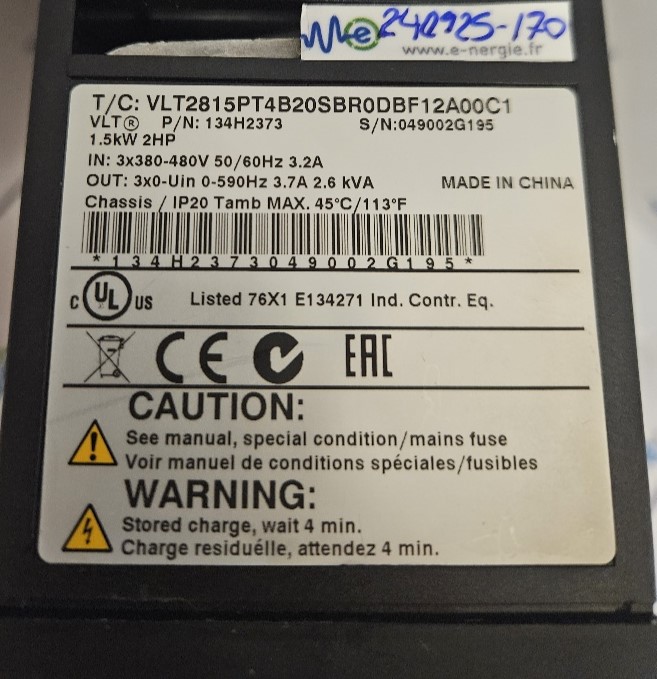 Me 242925-170
www.e-nergie.fr
T/C: VLT2815PT4B20SBR0DBF12A00C1
VLT® P/N: 134H2373 S/N:049002G195
1.5kW 2HP
IN: 3x380-480V 50/60Hz 3.2A
OUT: 3x0-Uin 0-590Hz 3.7A 2.6 kVA MADE IN CHINA
Chassis / IP20 Tamb MAX. 45°C/113°F
*134H2373049002G195*
C UL US Listed 76X1 E134271 Ind. Contr. Eq.
CE EAC
CAUTION:
See manual, special condition/mains fuse
Voir manuel de conditions spéciales/fusibles
WARNING:
Stored charge, wait 4 min.
Charge residuélle, attendez 4 min.